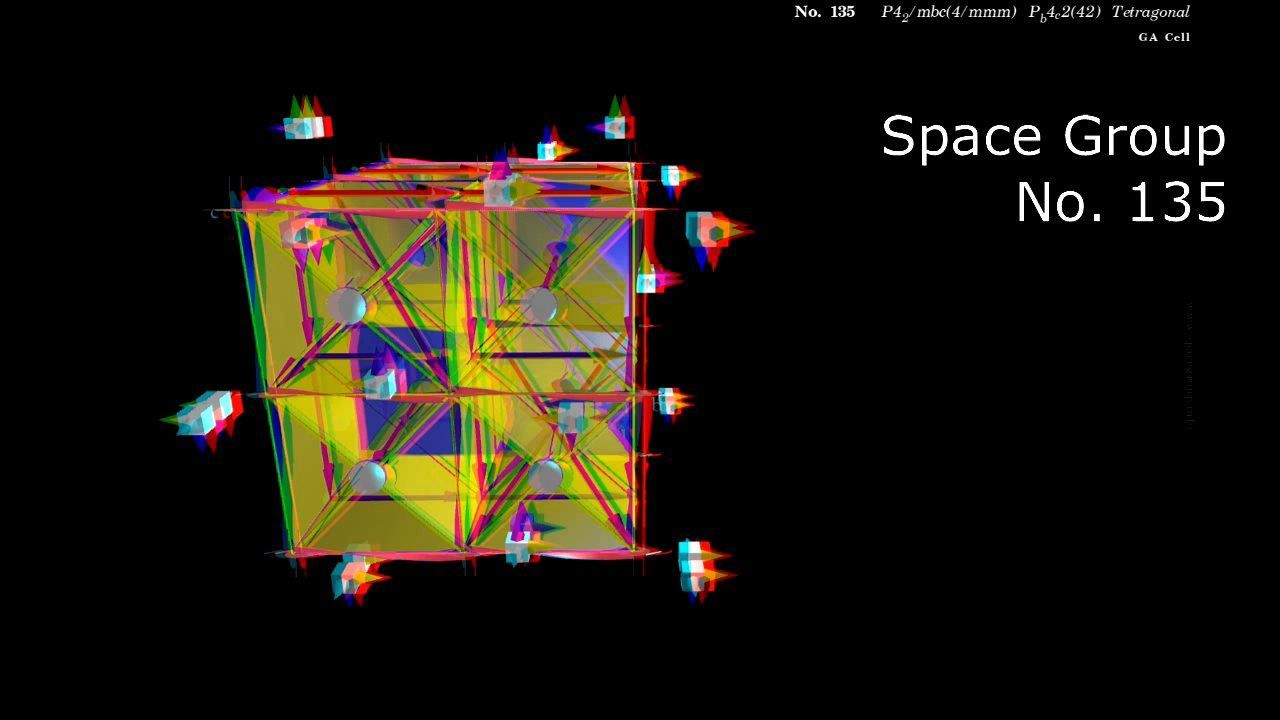 No. 135 P4₂/mbc(4/mmm) P_b4_c2(42) Tetragonal
GA Cell
Space Group
No. 135